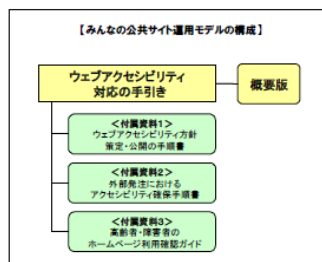 【みんなの公共サイト運用モデルの構成】
ウェブアクセシビリティ
対応の手引き
概要版
＜付属資料1＞
ウェブアクセシビリティ方針
策定・公開の手順書
＜付属資料2＞
外部発注における
アクセシビリティ確保手順書
＜付属資料3＞
高齢者・障害者の
ホームページ利用確認ガイド